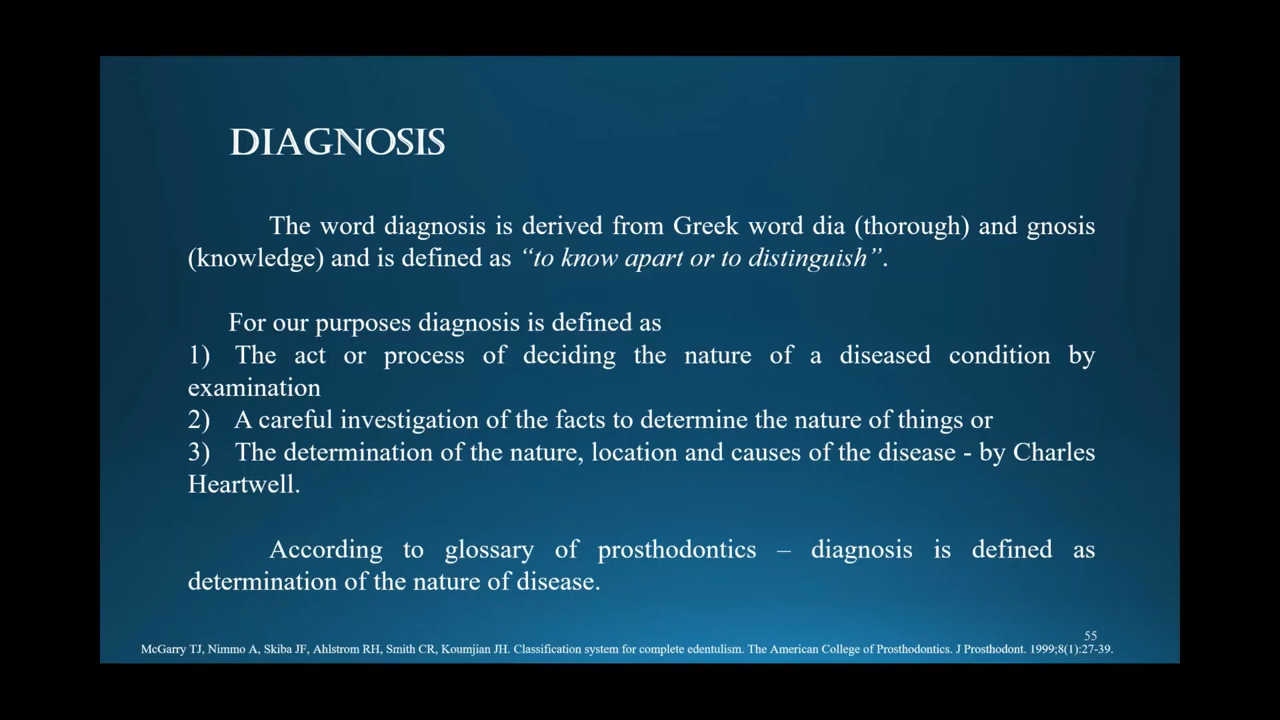 DIAGNOSIS
The word diagnosis is derived from Greek word dia (thorough) and gnosis
(knowledge) and is defined as “to know apart or to distinguish”.
For our purposes diagnosis is defined as
1) The act or process of deciding the nature of a diseased condition by
examination
2) A careful investigation of the facts to determine the nature of things or
3) The determination of the nature, location and causes of the disease - by Charles
Heartwell.
According to glossary of prosthodontics – diagnosis is defined as
determination of the nature of disease.
55
McGarry TJ, Nimmo A, Skiba JF, Ahlstrom RH, Smith CR, Koumjian JH. Classification system for complete edentulism. The American College of Prosthodontics. J Prosthodont. 1999;8(1):27-39.